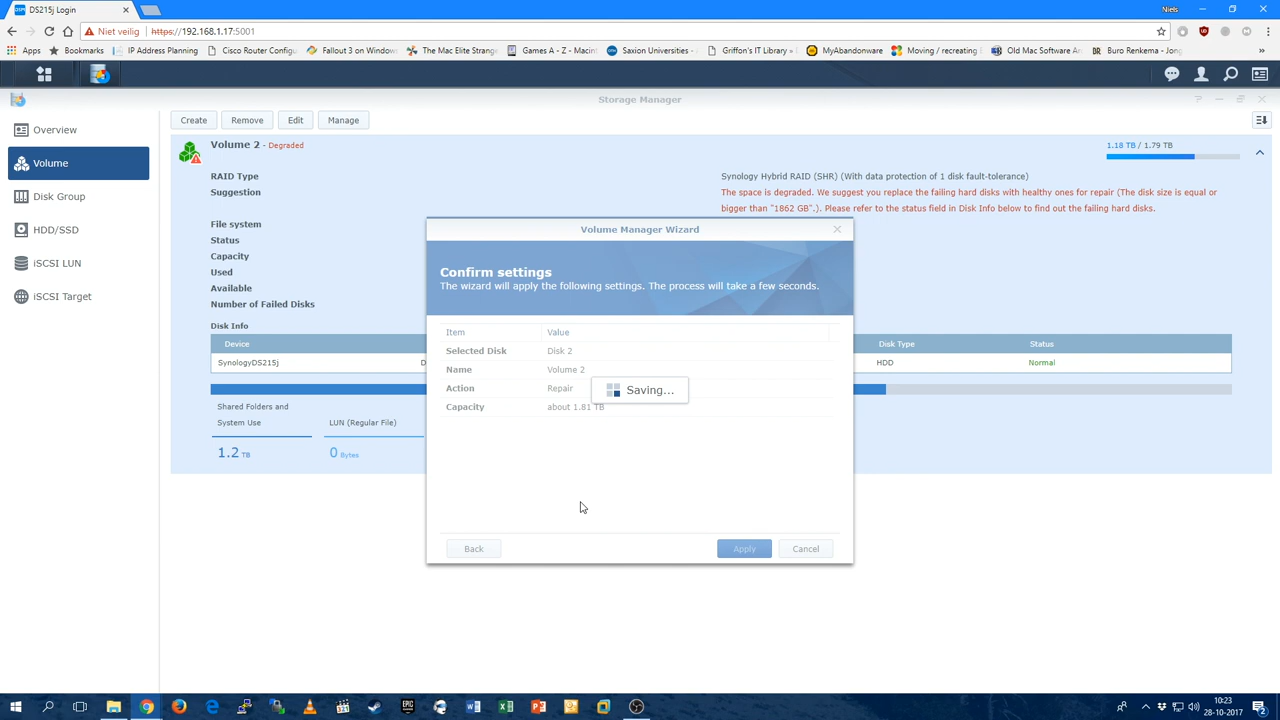 DS215j Login
Niels
Niet veilig https://192.168.1.17:5001
Apps Bookmarks IP Address Planning Cisco Router Configu Fallout 3 on Windows The Mac Elite Strange Games A - Z - Macint Saxion Universities - Griffon's IT Library » MyAbandonware Moving / recreating Old Mac Software Ar Buro Renkema - Jong »
Storage Manager
Overview
Volume
Disk Group
HDD/SSD
iSCSI LUN
iSCSI Target
Create Remove Edit Manage
Volume 2 - Degraded
1.18 TB / 1.79 TB
RAID Type Synology Hybrid RAID (SHR) (With data protection of 1 disk fault-tolerance)
Suggestion The space is degraded. We suggest you replace the failing hard disks with healthy ones for repair (The disk size is equal or
bigger than "1862 GB".). Please refer to the status field in Disk Info below to find out the failing hard disks.
File system
Status
Capacity
Used
Available
Number of Failed Disks
Disk Info
Device Disk Type Status
SynologyDS215j D HDD Normal
Shared Folders and
System Use LUN (Regular File)
1.2 TB 0 Bytes
Volume Manager Wizard
Confirm settings
The wizard will apply the following settings. The process will take a few seconds.
Item Value
Selected Disk Disk 2
Name Volume 2
Action Repair
Capacity about 1.81 TB
Saving...
Back Apply Cancel
10:23
28-10-2017